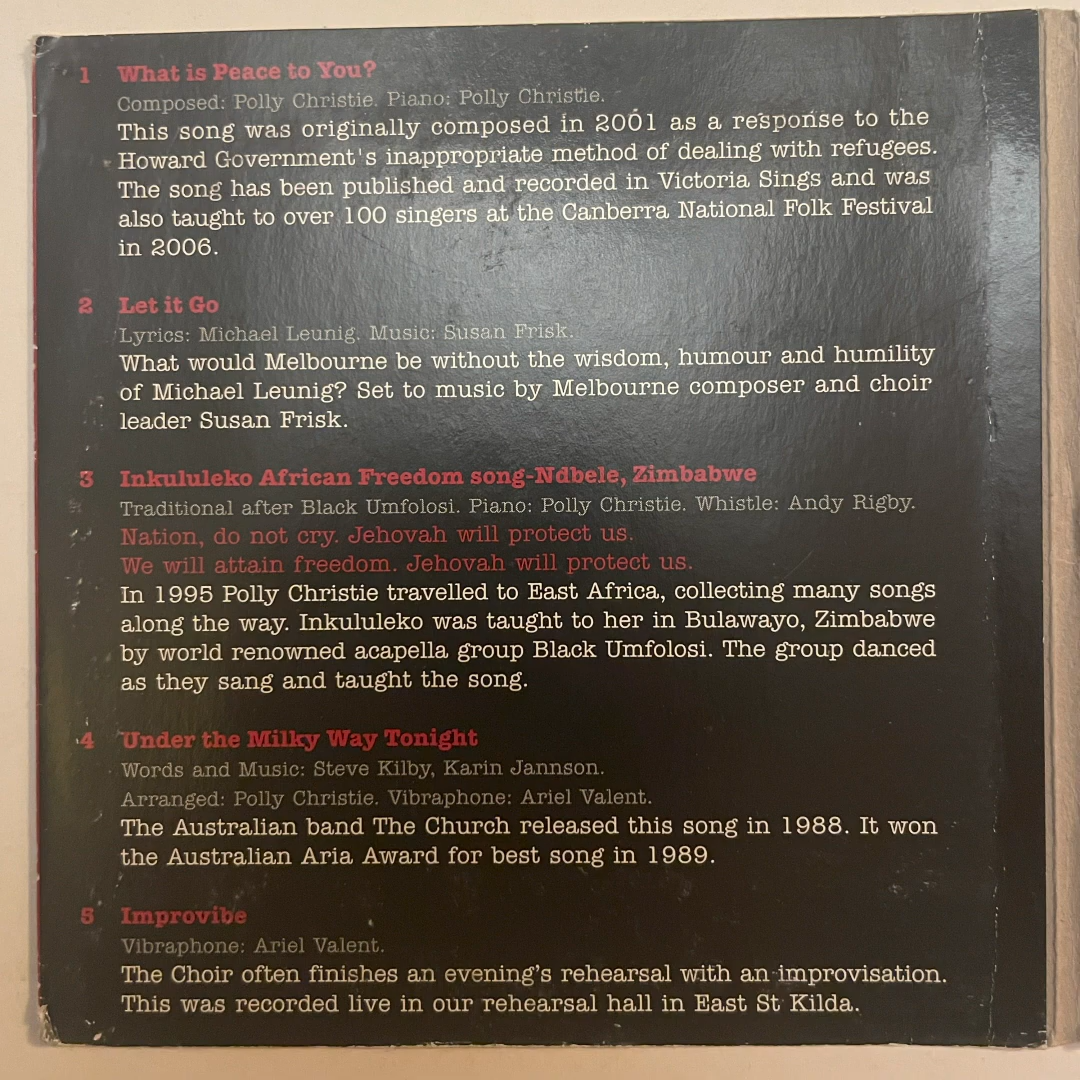 1 What is Peace to You?
Composed: Polly Christie. Piano: Polly Christie.
This song was originally composed in 2001 as a response to the
Howard Government's inappropriate method of dealing with refugees.
The song has been published and recorded in Victoria Sings and was
also taught to over 100 singers at the Canberra National Folk Festival
in 2006.
2 Let it Go
Lyrics: Michael Leunig. Music: Susan Frisk.
What would Melbourne be without the wisdom, humour and humility
of Michael Leunig? Set to music by Melbourne composer and choir
leader Susan Frisk.
3 Inkululeko African Freedom song-Ndbele, Zimbabwe
Traditional after Black Umfolosi. Piano: Polly Christie. Whistle: Andy Rigby.
Nation, do not cry. Jehovah will protect us.
We will attain freedom. Jehovah will protect us.
In 1995 Polly Christie travelled to East Africa, collecting many songs
along the way. Inkululeko was taught to her in Bulawayo, Zimbabwe
by world renowned acapella group Black Umfolosi. The group danced
as they sang and taught the song.
4 Under the Milky Way Tonight
Words and Music: Steve Kilby, Karin Jannson.
Arranged: Polly Christie. Vibraphone: Ariel Valent.
The Australian band The Church released this song in 1988. It won
the Australian Aria Award for best song in 1989.
5 Improvibe
Vibraphone: Ariel Valent.
The Choir often finishes an evening's rehearsal with an improvisation.
This was recorded live in our rehearsal hall in East St Kilda.